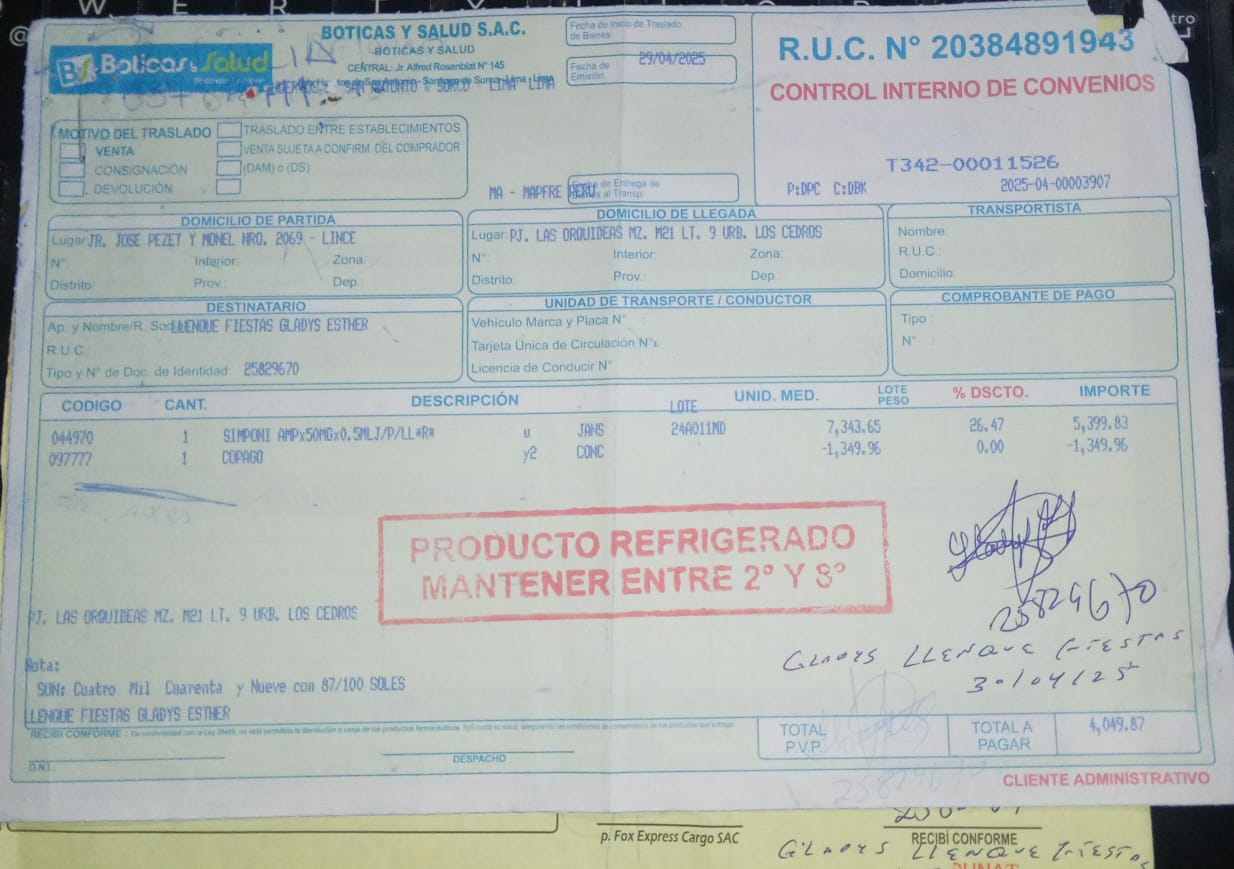 BOTICAS Y SALUD S.A.C.
BOTICAS Y SALUD
CENTRAL: Jr. Alfred Rosenblat N° 145
Boticas y Salud
Fecha de Inicio de Traslado de Bienes
Fecha de Emisión:
29/04/2025
R.U.C. N° 20384891943
CONTROL INTERNO DE CONVENIOS
T342-00011526
P:DPC C:DBK 2025-04-00003907
MOTIVO DEL TRASLADO
VENTA
CONSIGNACIÓN
DEVOLUCIÓN
TRASLADO ENTRE ESTABLECIMIENTOS
VENTA SUJETA A CONFIRM. DEL COMPRADOR
(DAM) o (DS)
MA - MAPFRE PERU
de Entrega de
al Transp.
DOMICILIO DE PARTIDA
Lugar JR. JOSE PEZET Y MONEL NRO. 2069 - LINCE
N°: Interior: Zona:
Distrito: Prov.: Dep.:
DOMICILIO DE LLEGADA
Lugar: PJ. LAS ORQUIDEAS MZ. M21 LT. 9 URB. LOS CEDROS
N°: Interior: Zona:
Distrito: Prov.: Dep.:
TRANSPORTISTA
Nombre:
R.U.C.:
Domicilio:
DESTINATARIO
Ap. y Nombre/R. Soc. LLENQUE FIESTAS GLADYS ESTHER
R.U.C.:
Tipo y N° de Doc. de Identidad: 25829670
UNIDAD DE TRANSPORTE / CONDUCTOR
Vehiculo Marca y Placa N°
Tarjeta Única de Circulación N°
Licencia de Conducir N°
COMPROBANTE DE PAGO
Tipo :
N° :
CODIGO CANT. DESCRIPCIÓN LOTE UNID. MED. LOTE PESO % DSCTO. IMPORTE
044970 1 SIMPONI AMPx50MGx0.5MLJ/P/LL*R* u JANS 24A011MD 7,343.65 26.47 5,399.83
097777 1 COPAGO y2 CONC -1,349.96 0.00 -1,349.96
PRODUCTO REFRIGERADO
MANTENER ENTRE 2° Y 8°
25829670
GLADYS LLENQUE FIESTAS
30/04/25
PJ. LAS ORQUIDEAS MZ. M21 LT. 9 URB. LOS CEDROS
Nota:
SON: Cuatro Mil Cuarenta y Nueve con 87/100 SOLES
LLENQUE FIESTAS GLADYS ESTHER
RECIBÍ CONFORME :
D.N.I.
DESPACHO
TOTAL P.V.P.
TOTAL A PAGAR
4,049.87
CLIENTE ADMINISTRATIVO
p. Fox Express Cargo SAC
RECIBÍ CONFORME
GLADYS LLENQUE FIESTAS